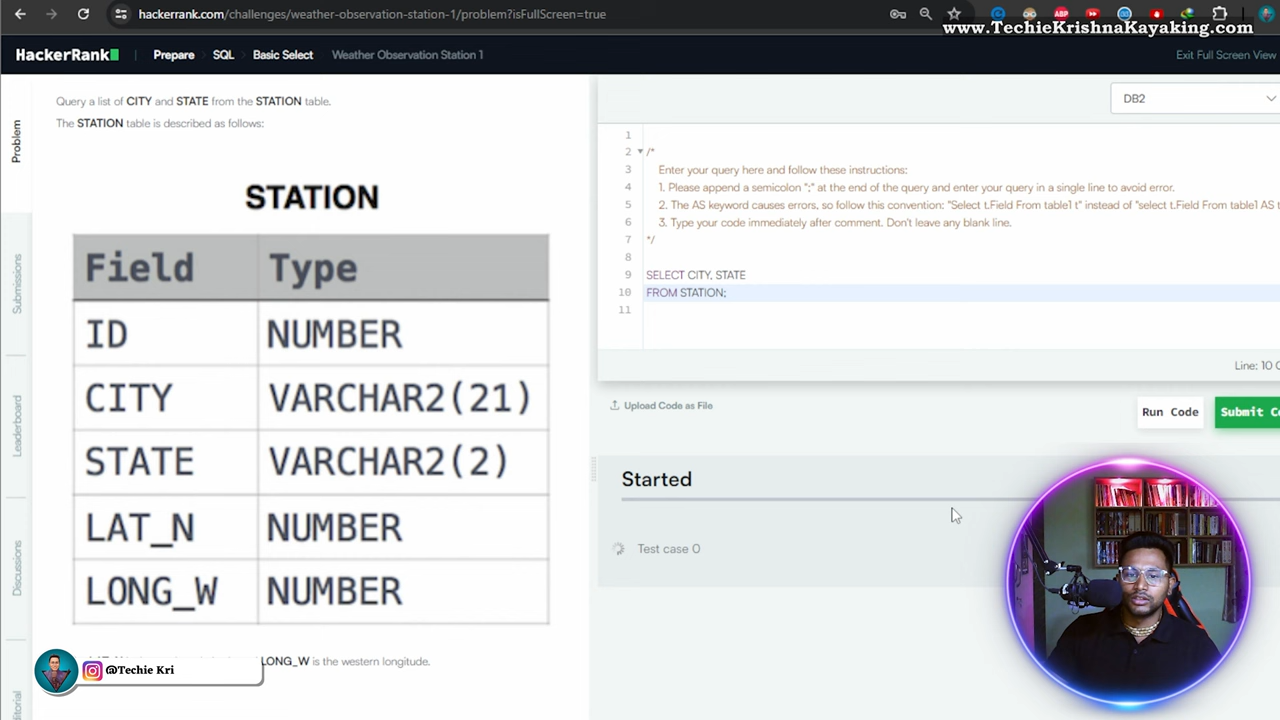 hackerrank.com/challenges/weather-observation-station-1/problem?isFullScreen=true
ABP
www.TechieKrishnaKayaking.com
HackerRank
Prepare
SQL
Basic Select
Weather Observation Station 1
Exit Full Screen View
Problem
Submissions
Leaderboard
Discussions
Query a list of CITY and STATE from the STATION table.
The STATION table is described as follows:
STATION
Field Type
ID NUMBER
CITY VARCHAR2(21)
STATE VARCHAR2(2)
LAT_N NUMBER
LONG_W NUMBER
LONG_W is the western longitude.
@Techie Kri
DB2
1
2 /*
3 Enter your query here and follow these instructions:
4 1. Please append a semicolon ";" at the end of the query and enter your query in a single line to avoid error.
5 2. The AS keyword causes errors, so follow this convention: "Select t.Field From table1 t" instead of "select t.Field From table1 AS t
6 3. Type your code immediately after comment. Don't leave any blank line.
7 */
8
9 SELECT CITY, STATE
10 FROM STATION;
11
Line: 10
Upload Code as File
Run Code
Submit Co
Started
Test case 0